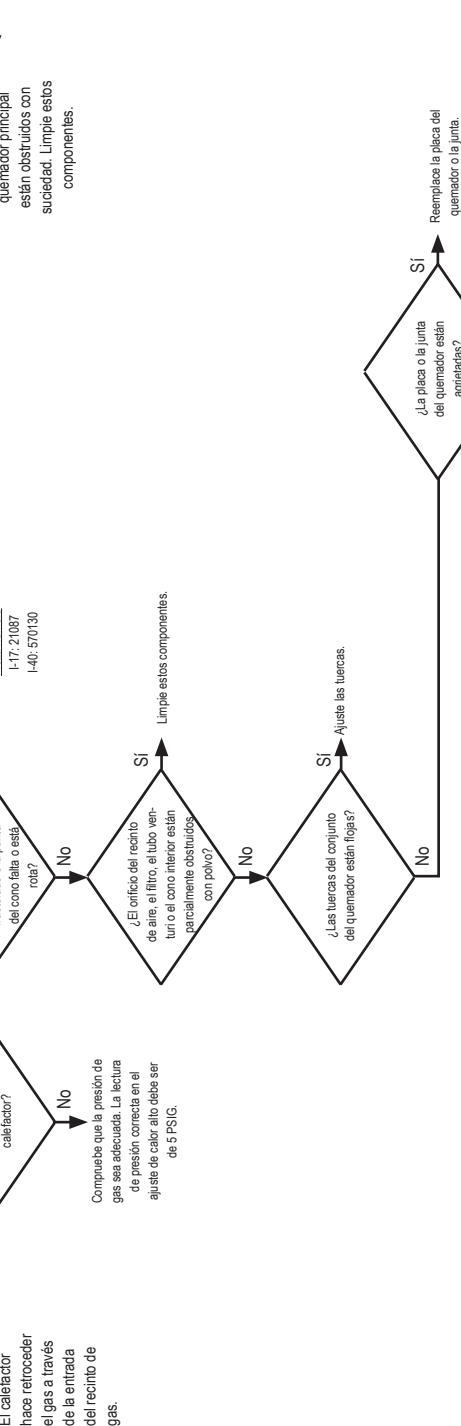 El calefactor
hace retroceder
el gas a través
de la entrada
del recinto de
gas.
calefactor?
No
Compruebe que la presión de
gas sea adecuada. La lectura
de presión correcta en el
ajuste de calor alto debe ser
de 5 PSIG.
del cono falta o está
rota?
No
I-17: 21087
I-40: 570130
¿El orificio del recinto
de aire, el filtro, el tubo ven-
turi o el cono interior están
parcialmente obstruidos
con polvo?
Sí
Limpie estos componentes.
No
¿Las tuercas del conjunto
del quemador están flojas?
Sí
Ajuste las tuercas.
No
quemador principal
están obstruidos con
suciedad. Limpie estos
componentes.
¿La placa o la junta
del quemador están
agrietadas?
Sí
Reemplace la placa del
quemador o la junta.